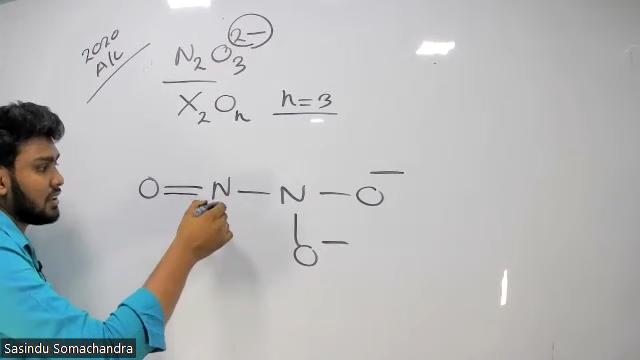 2020
A/L
N₂O₃²⁻
X₂Oₙ n = 3
O = N — N — O⁻
O⁻
Sasindu Somachandra